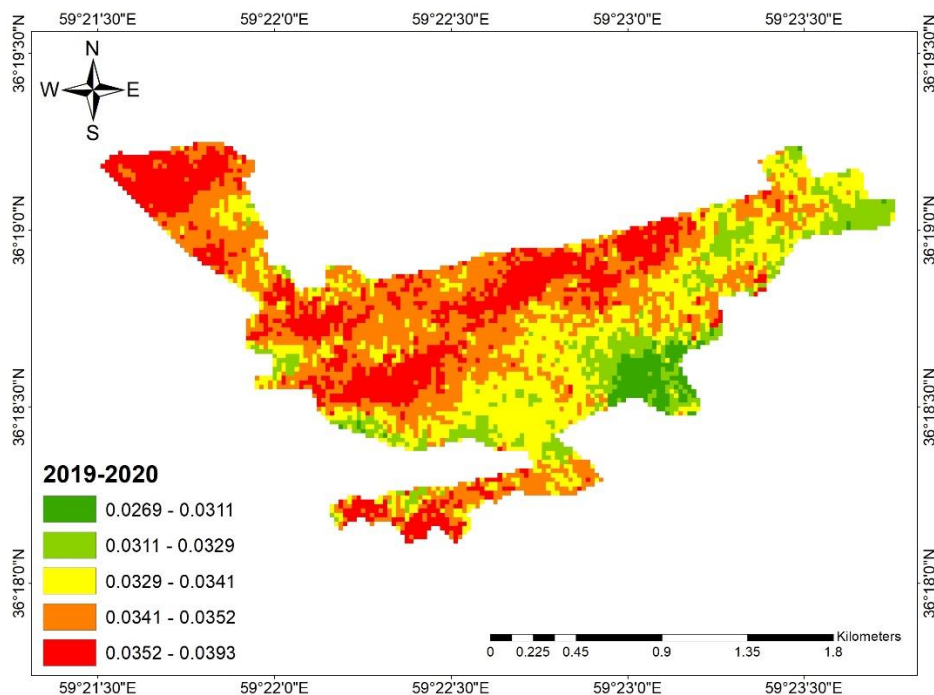 59°21'30"E 59°22'0"E 59°22'30"E 59°23'0"E 59°23'30"E
36°19'30"N
36°19'30"N
N
W E
S
36°19'0"N
36°19'0"N
36°18'30"N
36°18'30"N
2019-2020
0.0269 - 0.0311
0.0311 - 0.0329
0.0329 - 0.0341
0.0341 - 0.0352
0.0352 - 0.0393
36°18'0"N
36°18'0"N
Kilometers
0 0.225 0.45 0.9 1.35 1.8
59°21'30"E 59°22'0"E 59°22'30"E 59°23'0"E 59°23'30"E